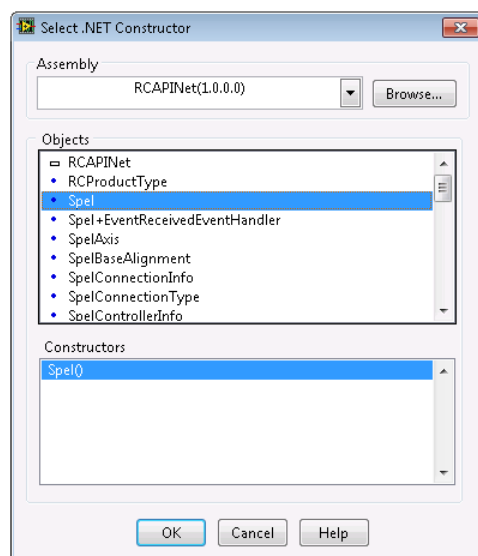 Select .NET Constructor
Assembly
RCAPINet(1.0.0.0)
Browse...
Objects
RCAPINet
RCProductType
Spel
Spel+EventReceivedEventHandler
SpelAxis
SpelBaseAlignment
SpelConnectionInfo
SpelConnectionType
SpelControllerInfo
Constructors
Spel()
OK Cancel Help